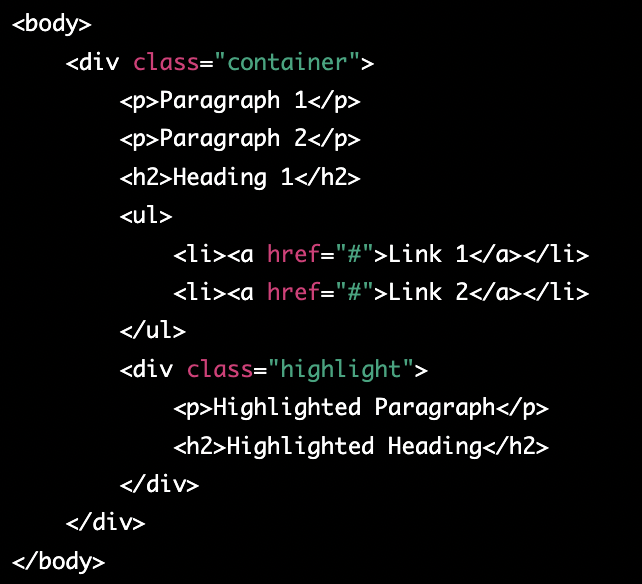 <body>
    <div class="container">
        <p>Paragraph 1</p>
        <p>Paragraph 2</p>
        <h2>Heading 1</h2>
        <ul>
            <li><a href="#">Link 1</a></li>
            <li><a href="#">Link 2</a></li>
        </ul>
        <div class="highlight">
            <p>Highlighted Paragraph</p>
            <h2>Highlighted Heading</h2>
        </div>
    </div>
</body>